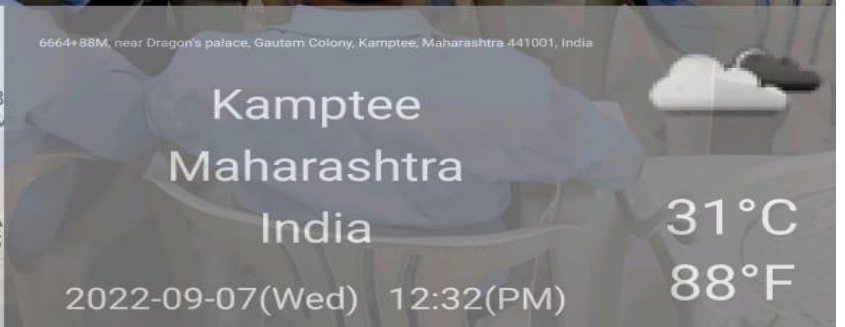 6664+88M, near Dragon's palace, Gautam Colony, Kamptee, Maharashtra 441001, India
Kamptee
Maharashtra
India
31°C
88°F
2022-09-07(Wed) 12:32(PM)